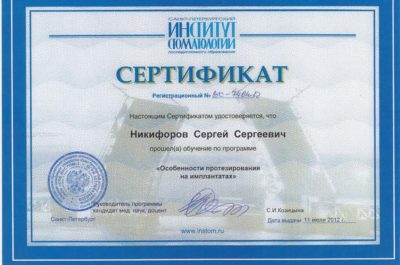 САНКТ-ПЕТЕРБУРГСКИЙ
ИНСТИТУТ
СТОМАТОЛОГИИ
последипломного образования
СЕРТИФИКАТ
Регистрационный №
Настоящим Сертификатом удостоверяется, что
Никифоров Сергей Сергеевич
прошел(а) обучение по программе
«Особенности протезирования
на имплантатах»
Руководитель программы
кандидат мед. наук, доцент
С.И.Козицына
Санкт-Петербург
Дата выдачи 11 июля 2012 г.
www.instom.ru